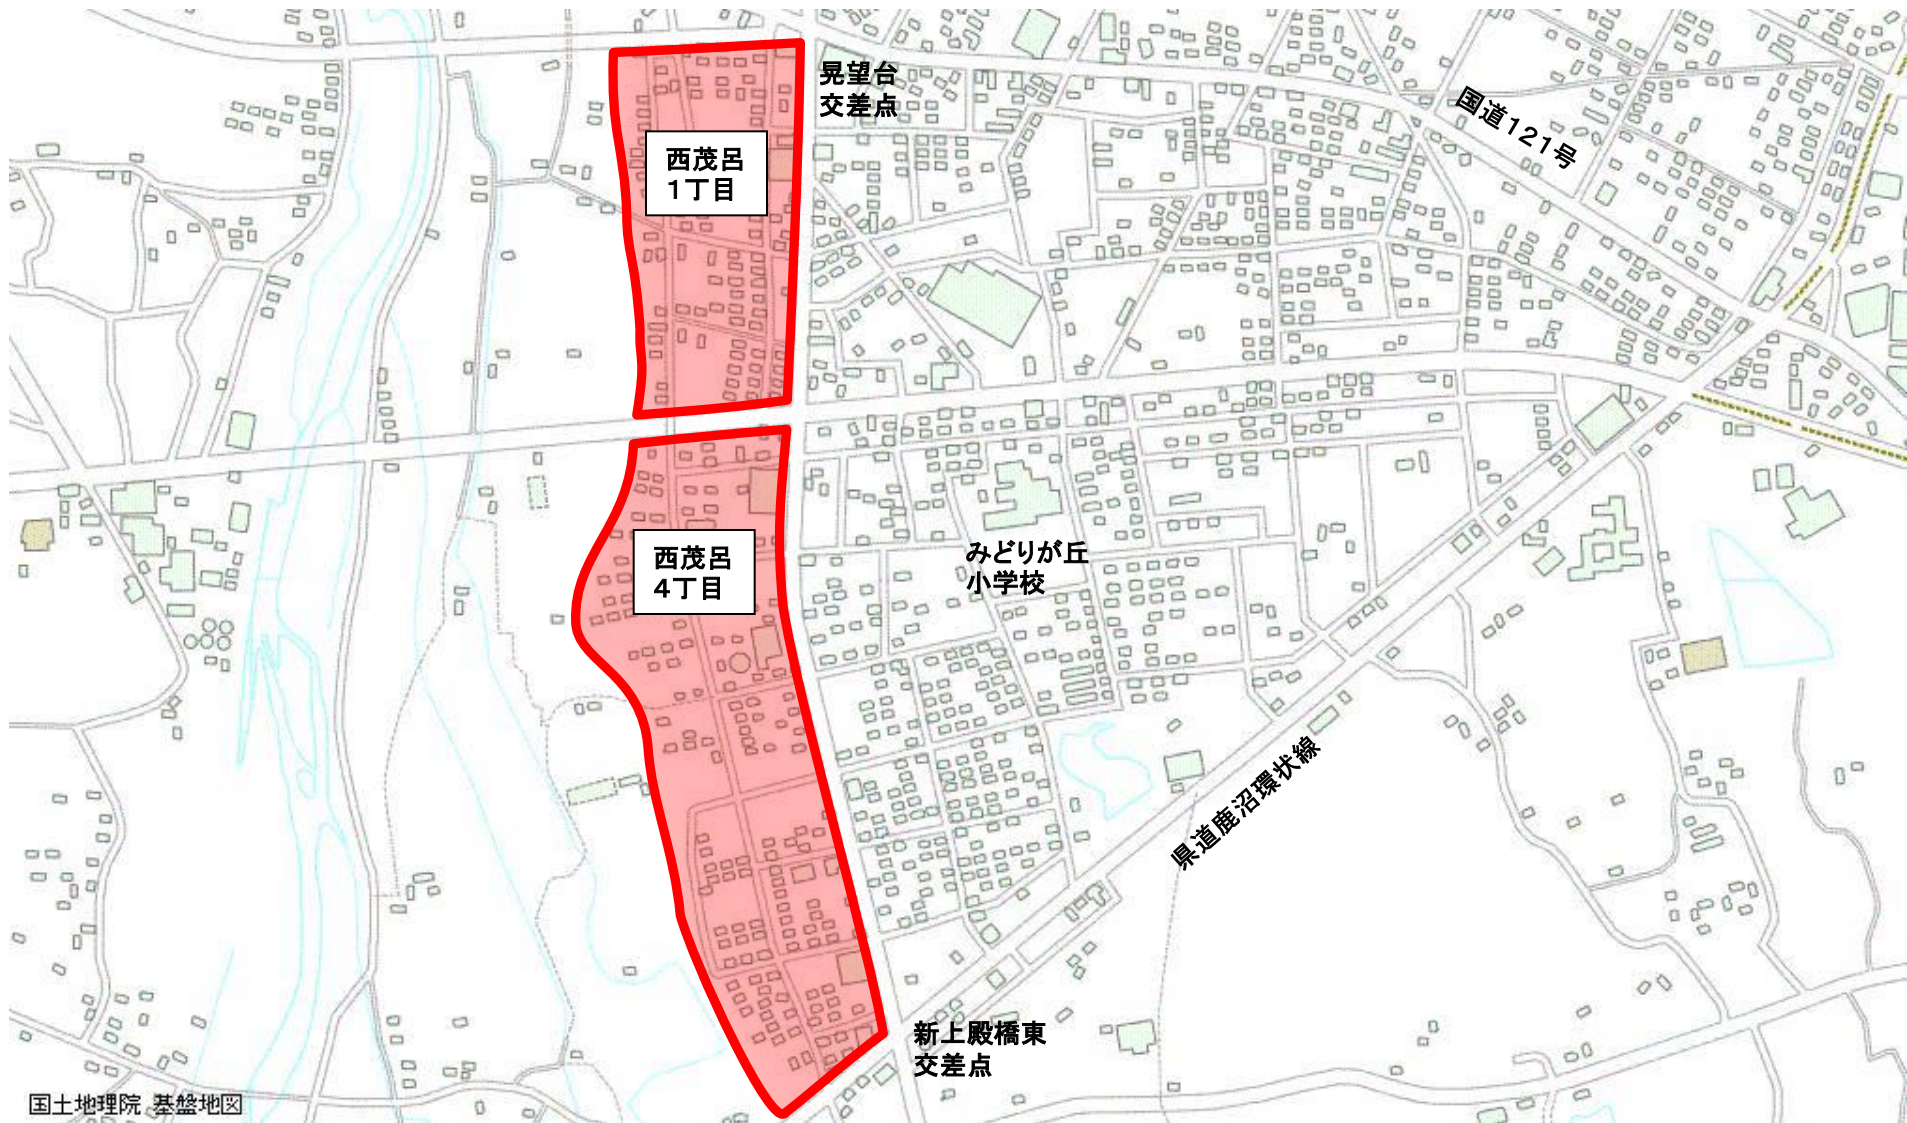 晃望台
交差点
国道121号
西茂呂
1丁目
西茂呂
4丁目
みどりが丘
小学校
県道鹿沼環状線
新上殿橋東
交差点
国土地理院 基盤地図